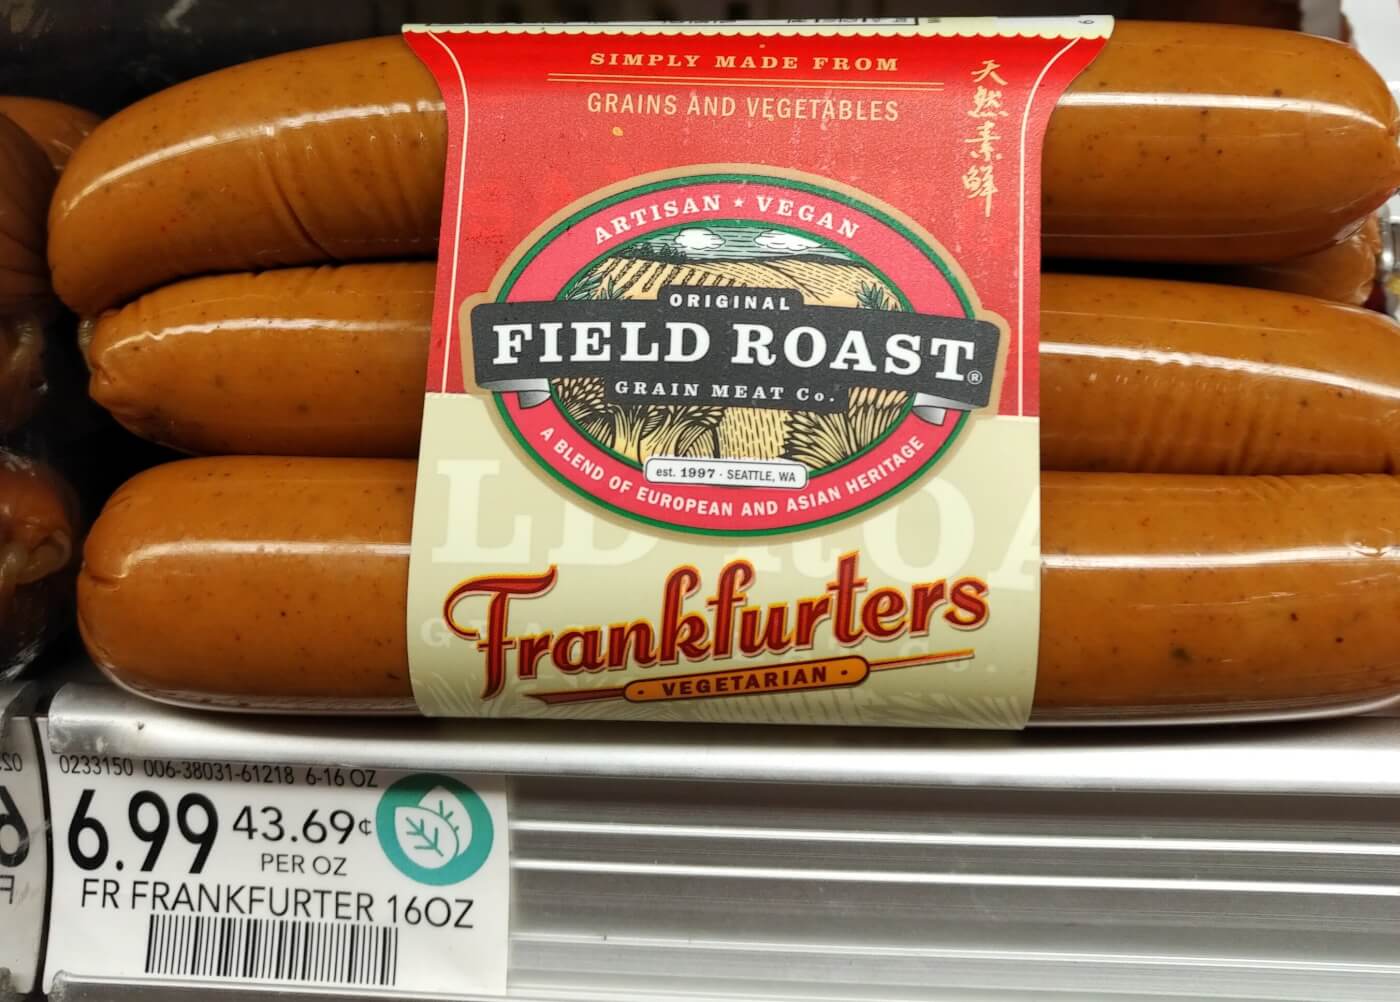 SIMPLY MADE FROM
GRAINS AND VEGETABLES
天然素鲜
ARTISAN ★ VEGAN
ORIGINAL
FIELD ROAST®
GRAIN MEAT Co.
est. 1997 · SEATTLE, WA
A BLEND OF EUROPEAN AND ASIAN HERITAGE
Frankfurters
· VEGETARIAN ·
0233150 006-38031-61218 6-16 OZ
6.99 43.69¢
PER OZ
FR FRANKFURTER 16OZ